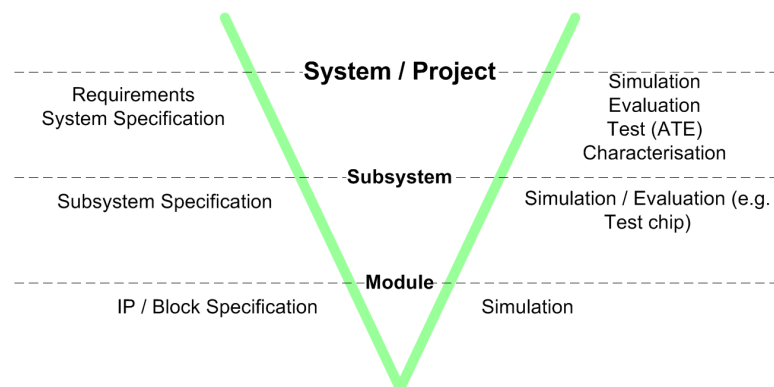 System / Project
Requirements
System Specification
Simulation
Evaluation
Test (ATE)
Characterisation
Subsystem
Subsystem Specification
Simulation / Evaluation (e.g.
Test chip)
Module
IP / Block Specification
Simulation